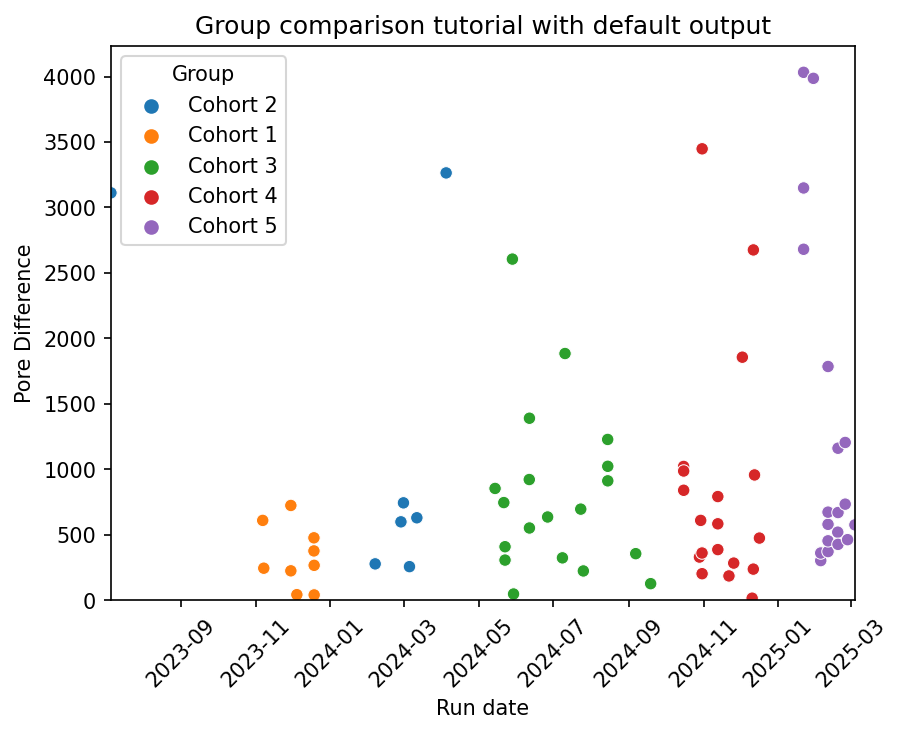 Group comparison tutorial with default output
Group
Cohort 2
Cohort 1
Cohort 3
Cohort 4
Cohort 5
Pore Difference
4000
3500
3000
2500
2000
1500
1000
500
0
2023-09
2023-11
2024-01
2024-03
2024-05
2024-07
2024-09
2024-11
2025-01
2025-03
Run date